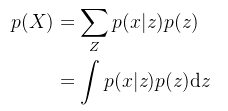 p(X) = ∑_Z p(x|z)p(z)
= ∫ p(x|z)p(z)dz